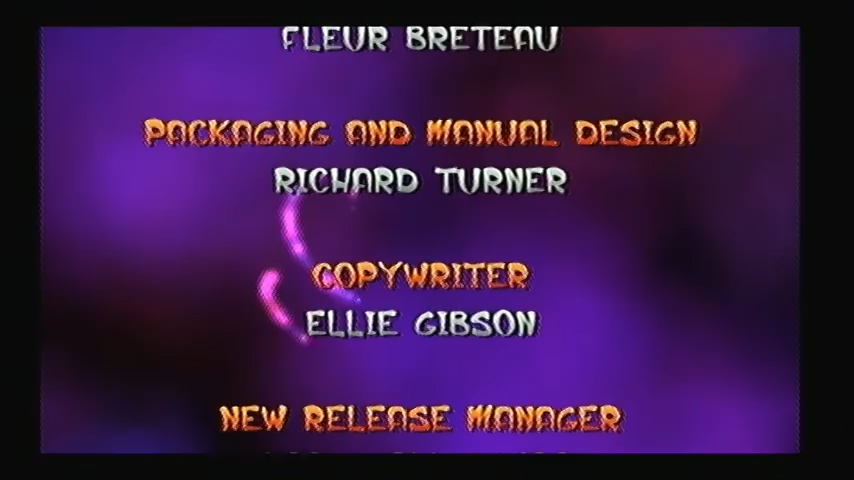 FLEUR BRETEAU
PACKAGING AND MANUAL DESIGN
RICHARD TURNER
COPYWRITER
ELLIE GIBSON
NEW RELEASE MANAGER